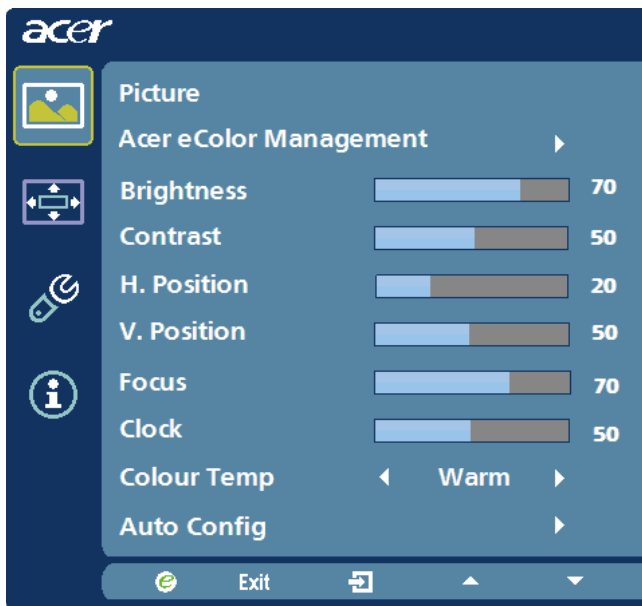 acer
Picture
Acer eColor Management
Brightness 70
Contrast 50
H. Position 20
V. Position 50
Focus 70
Clock 50
Colour Temp Warm
Auto Config
e Exit